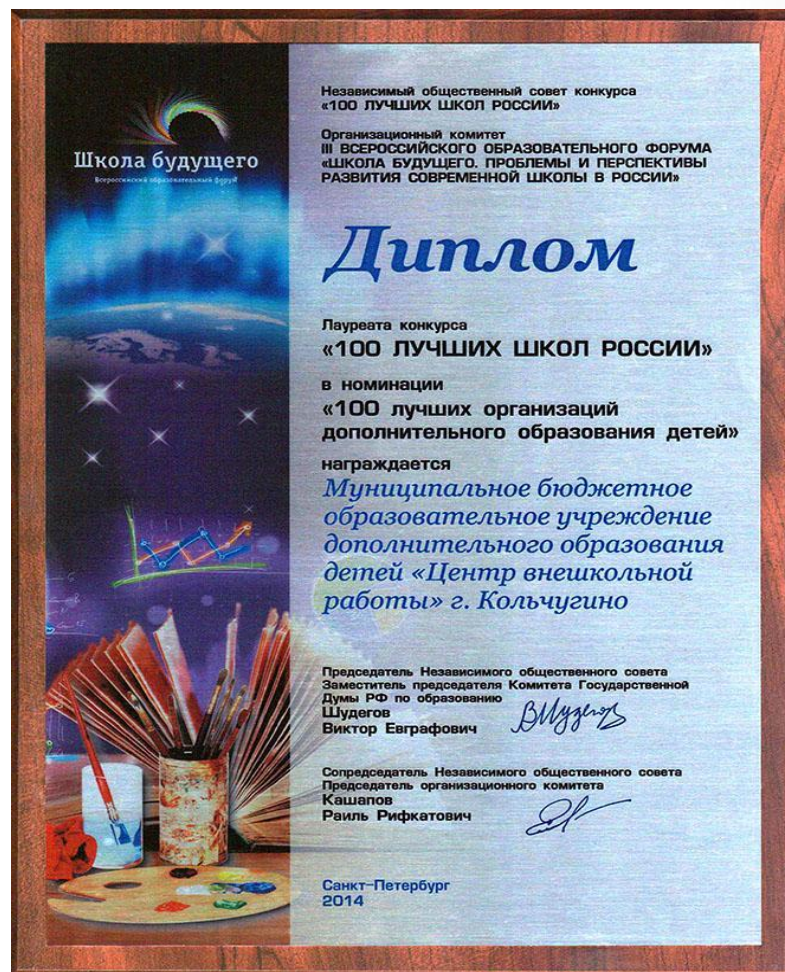 Школа будущего
Всероссийский образовательный форум
Независимый общественный совет конкурса
«100 ЛУЧШИХ ШКОЛ РОССИИ»
Организационный комитет
III ВСЕРОССИЙСКОГО ОБРАЗОВАТЕЛЬНОГО ФОРУМА
«ШКОЛА БУДУЩЕГО. ПРОБЛЕМЫ И ПЕРСПЕКТИВЫ
РАЗВИТИЯ СОВРЕМЕННОЙ ШКОЛЫ В РОССИИ»
Диплом
Лауреата конкурса
«100 ЛУЧШИХ ШКОЛ РОССИИ»
в номинации
«100 лучших организаций
дополнительного образования детей»
награждается
Муниципальное бюджетное
образовательное учреждение
дополнительного образования
детей «Центр внешкольной
работы» г. Кольчугино
Председатель Независимого общественного совета
Заместитель председателя Комитета Государственной
Думы РФ по образованию
Шудегов
Виктор Евграфович
Сопредседатель Независимого общественного совета
Председатель организационного комитета
Кашапов
Раиль Рифкатович
Санкт-Петербург
2014